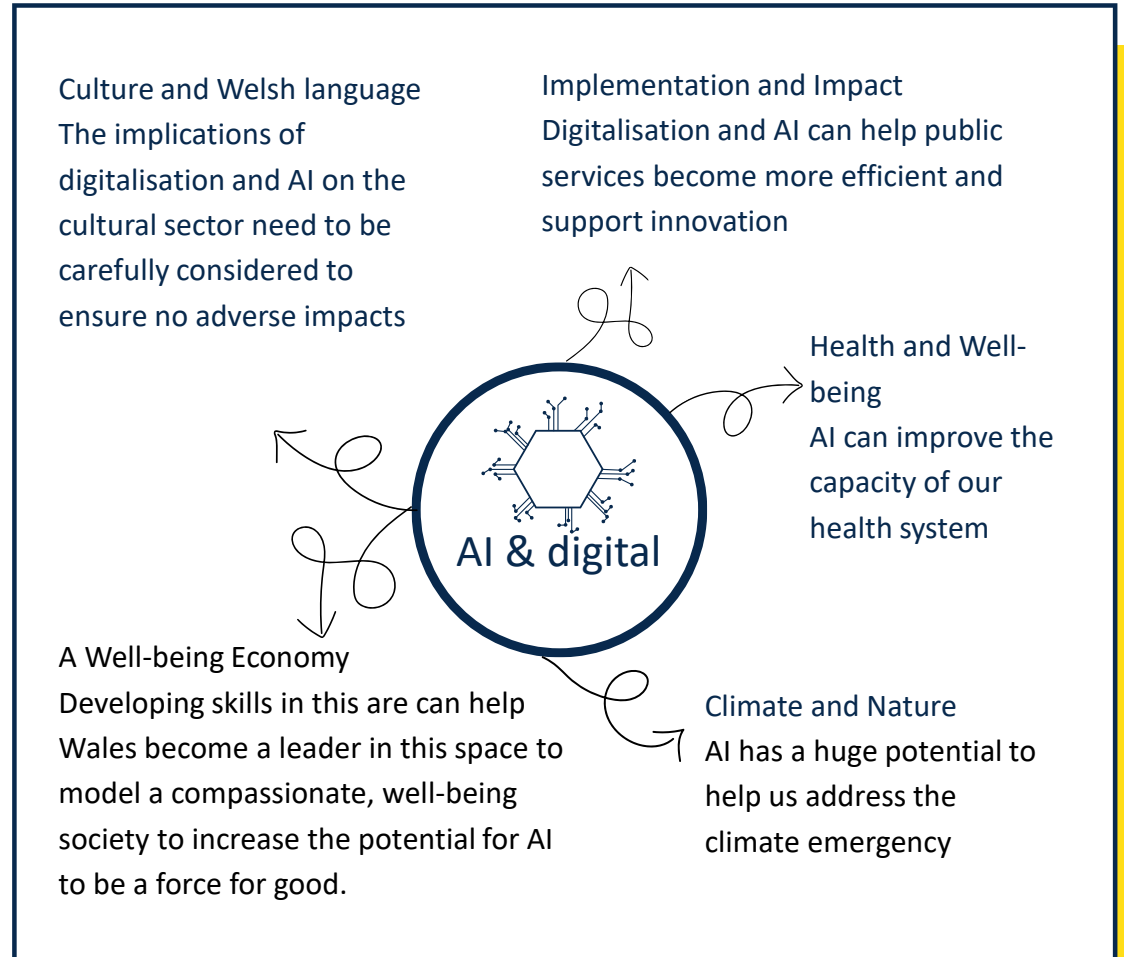 Culture and Welsh language
The implications of
digitalisation and AI on the
cultural sector need to be
carefully considered to
ensure no adverse impacts
Implementation and Impact
Digitalisation and AI can help public
services become more efficient and
support innovation
Health and Well-
being
AI can improve the
capacity of our
health system
AI & digital
A Well-being Economy
Developing skills in this are can help
Wales become a leader in this space to
model a compassionate, well-being
society to increase the potential for AI
to be a force for good.
Climate and Nature
AI has a huge potential to
help us address the
climate emergency